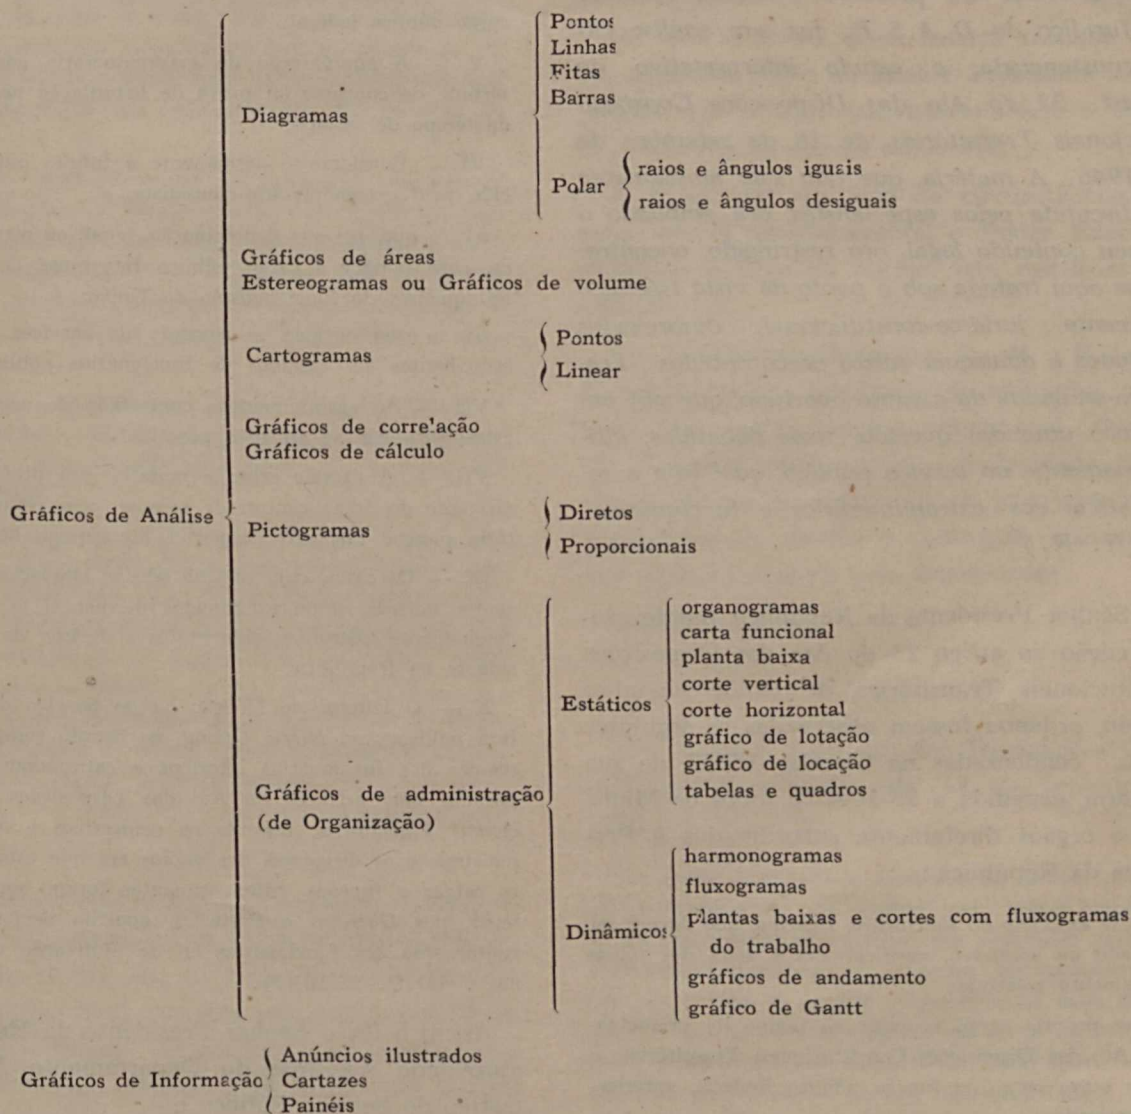 Pontos
Linhas
Fitas
Barras
Diagramas
Polar
raios e ângulos iguais
raios e ângulos desiguais
Gráficos de áreas
Estereogramas ou Gráficos de volume
Cartogramas
Pontos
Linear
Gráficos de correlação
Gráficos de cálculo
Gráficos de Análise
Pictogramas
Diretos
Proporcionais
Gráficos de administração
(de Organização)
Estáticos
organogramas
carta funcional
planta baixa
corte vertical
corte horizontal
gráfico de lotação
gráfico de locação
tabelas e quadros
Dinâmicos
harmonogramas
fluxogramas
plantas baixas e cortes com fluxogramas
do trabalho
gráficos de andamento
gráfico de Gantt
Gráficos de Informação
Anúncios ilustrados
Cartazes
Painéis